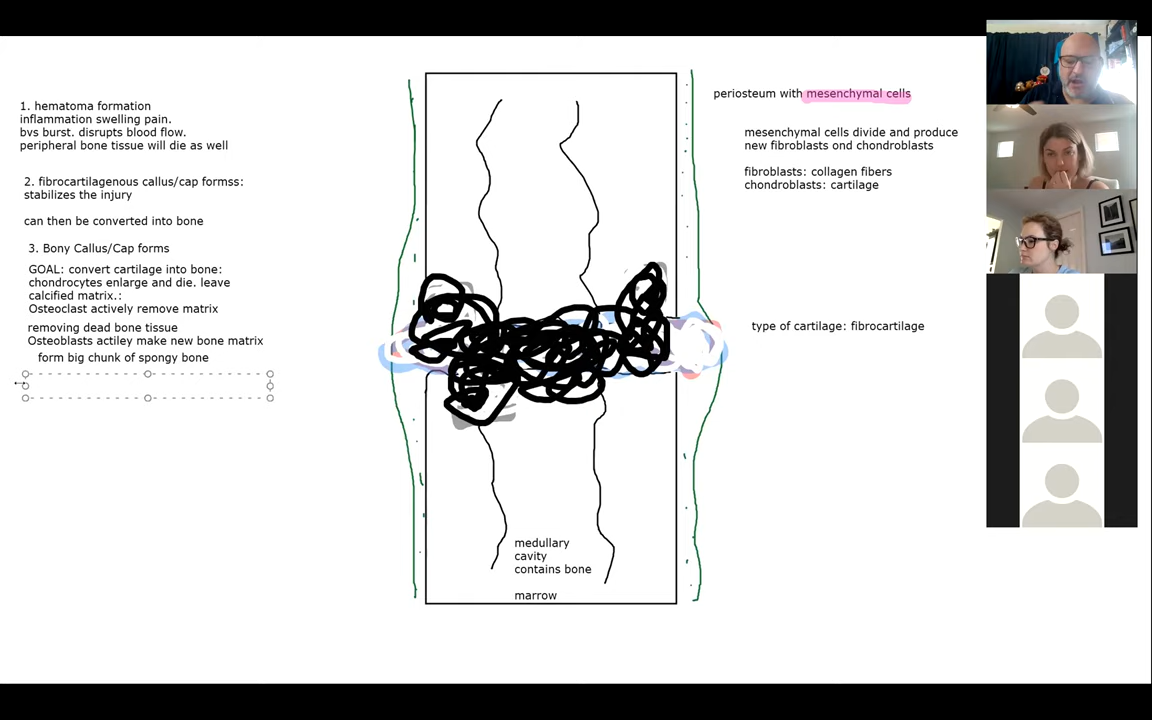 1. hematoma formation
inflammation swelling pain.
bvs burst. disrupts blood flow.
peripheral bone tissue will die as well
2. fibrocartilagenous callus/cap formss:
stabilizes the injury
can then be converted into bone
3. Bony Callus/Cap forms
GOAL: convert cartilage into bone:
chondrocytes enlarge and die. leave
calcified matrix.:
Osteoclast actively remove matrix
removing dead bone tissue
Osteoblasts actiley make new bone matrix
form big chunk of spongy bone
medullary
cavity
contains bone
marrow
periosteum with mesenchymal cells
mesenchymal cells divide and produce
new fibroblasts ond chondroblasts
fibroblasts: collagen fibers
chondroblasts: cartilage
type of cartilage: fibrocartilage